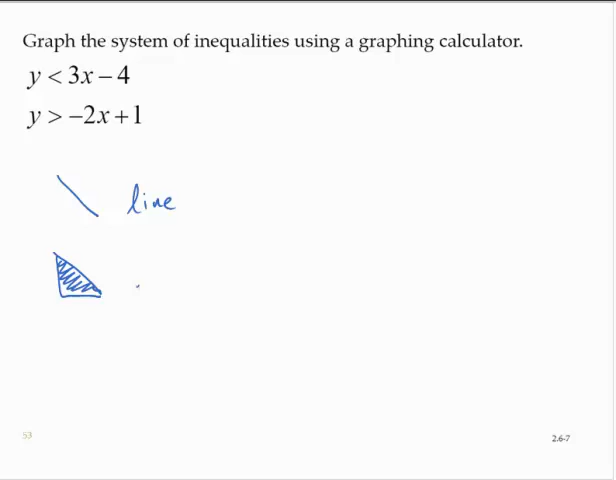 Graph the system of inequalities using a graphing calculator.
y < 3x – 4
y > –2x + 1
line
53
2.6-7